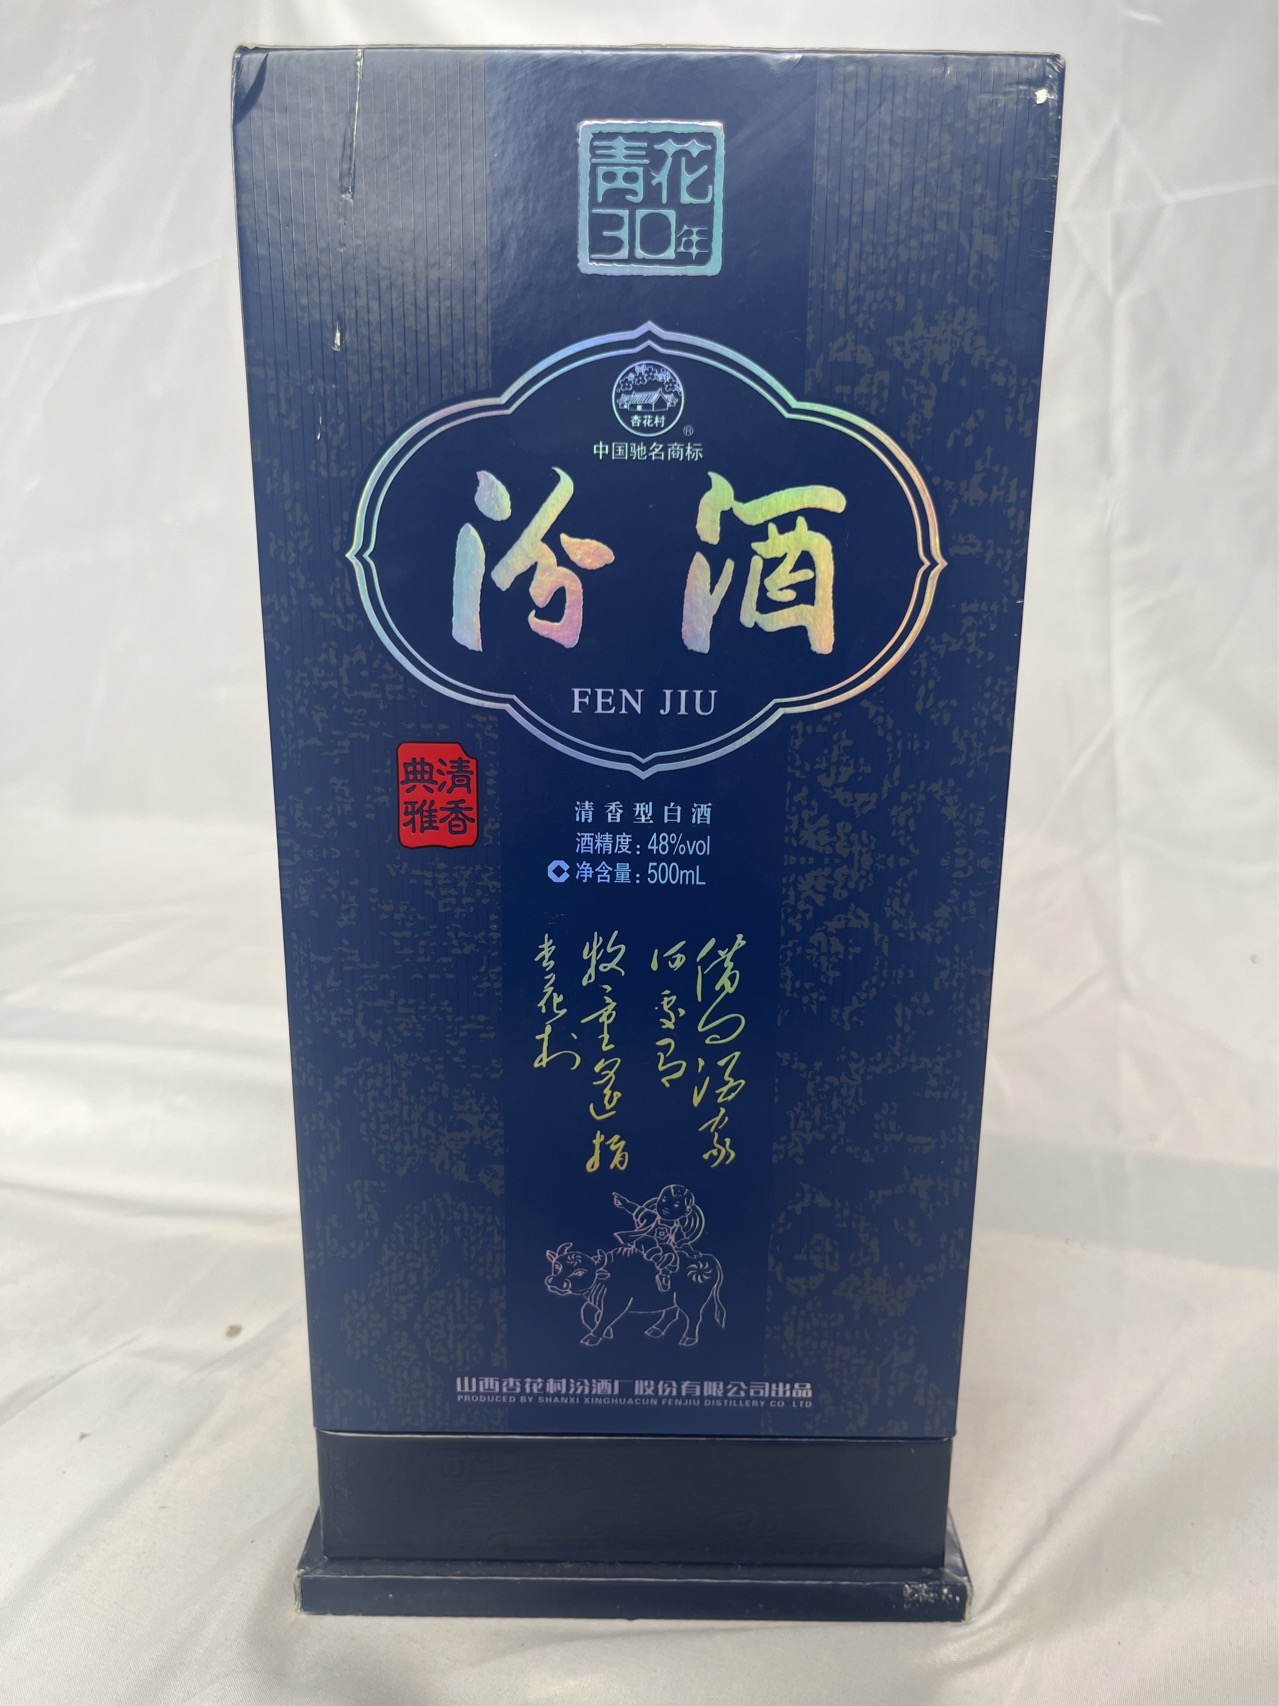 青花
30年
杏花村
®
中国驰名商标
汾酒
FEN JIU
清香
典雅
清香型白酒
酒精度：48%vol
净含量：500mL
借问酒家
何处有
牧童遥指
杏花村
山西杏花村汾酒厂股份有限公司出品
PRODUCED BY SHANXI XINGHUACUN FENJIU DISTILLERY CO .LTD